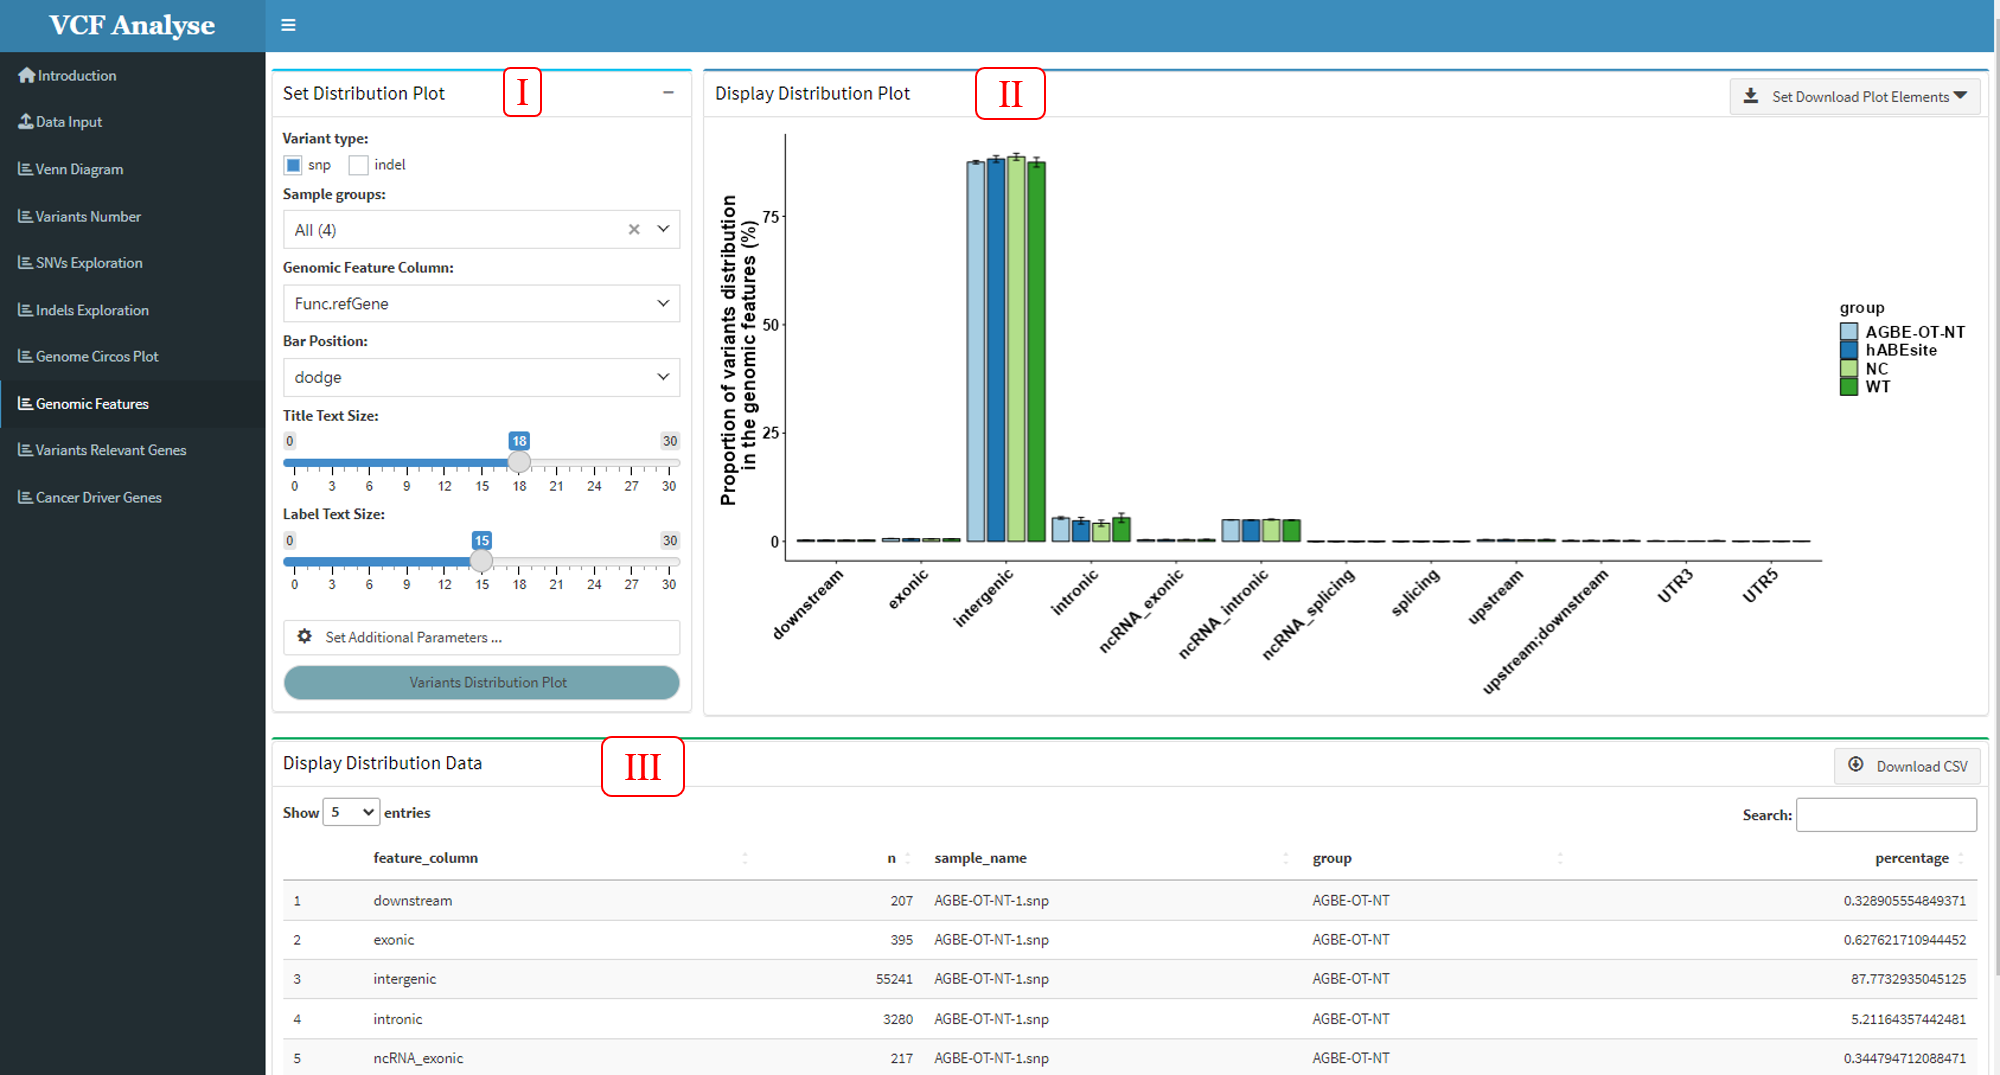 VCF Analyse
Introduction
Data Input
Venn Diagram
Variants Number
SNVs Exploration
Indels Exploration
Genome Circos Plot
Genomic Features
Variants Relevant Genes
Cancer Driver Genes
Set Distribution Plot
I
Variant type:
snp indel
Sample groups:
All (4)
Genomic Feature Column:
Func.refGene
Bar Position:
dodge
Title Text Size:
0 18 30
0 3 6 9 12 15 18 21 24 27 30
Label Text Size:
0 15 30
0 3 6 9 12 15 18 21 24 27 30
Set Additional Parameters ...
Variants Distribution Plot
Display Distribution Plot
II
Set Download Plot Elements
Proportion of variants distribution
in the genomic features (%)
75
50
25
0
downstream
exonic
intergenic
intronic
ncRNA_exonic
ncRNA_intronic
ncRNA_splicing
splicing
upstream
upstream;downstream
UTR3
UTR5
group
AGBE-OT-NT
hABEsite
NC
WT
Display Distribution Data
III
Download CSV
Show 5 entries
Search:
feature_column n sample_name group percentage
1 downstream 207 AGBE-OT-NT-1.snp AGBE-OT-NT 0.328905554849371
2 exonic 395 AGBE-OT-NT-1.snp AGBE-OT-NT 0.627621710944452
3 intergenic 55241 AGBE-OT-NT-1.snp AGBE-OT-NT 87.7732935045125
4 intronic 3280 AGBE-OT-NT-1.snp AGBE-OT-NT 5.21164357442481
5 ncRNA_exonic 217 AGBE-OT-NT-1.snp AGBE-OT-NT 0.344794712088471